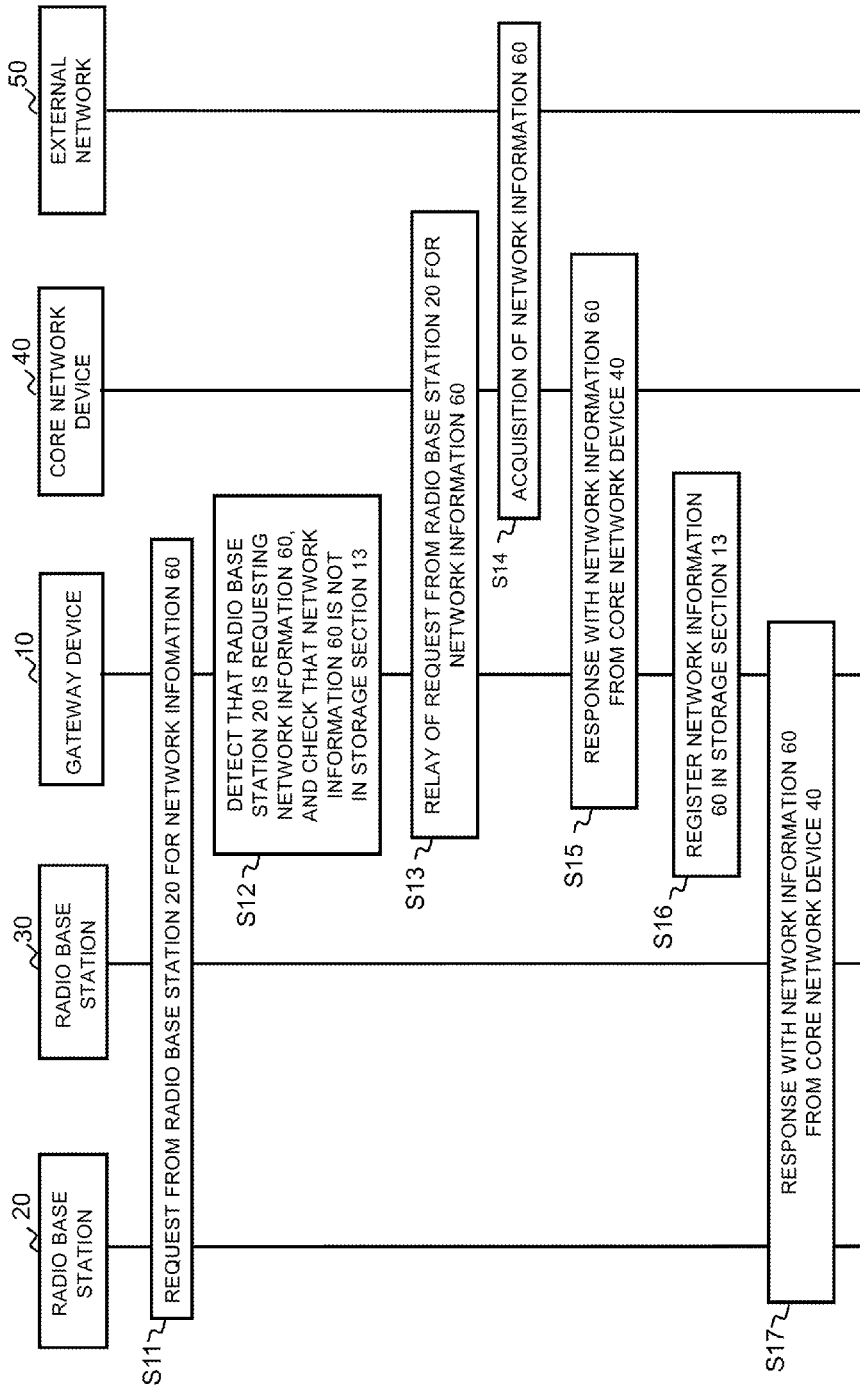 20
RADIO BASE
STATION
30
RADIO BASE
STATION
10
GATEWAY DEVICE
40
CORE NETWORK
DEVICE
50
EXTERNAL
NETWORK
S11
REQUEST FROM RADIO BASE STATION 20 FOR NETWORK INFOMATION 60
S12
DETECT THAT RADIO BASE
STATION 20 IS REQUESTING
NETWORK INFORMATION 60,
AND CHECK THAT NETWORK
INFORMATION 60 IS NOT
IN STORAGE SECTION 13
S13
RELAY OF REQUEST FROM RADIO BASE STATION 20 FOR
NETWORK INFORMATION 60
S14
ACQUISITION OF NETWORK INFORMATION 60
S15
RESPONSE WITH NETWORK INFORMATION 60
FROM CORE NETWORK DEVICE 40
S16
REGISTER NETWORK INFORMATION
60 IN STORAGE SECTION 13
S17
RESPONSE WITH NETWORK INFORMATION 60
FROM CORE NETWORK DEVICE 40